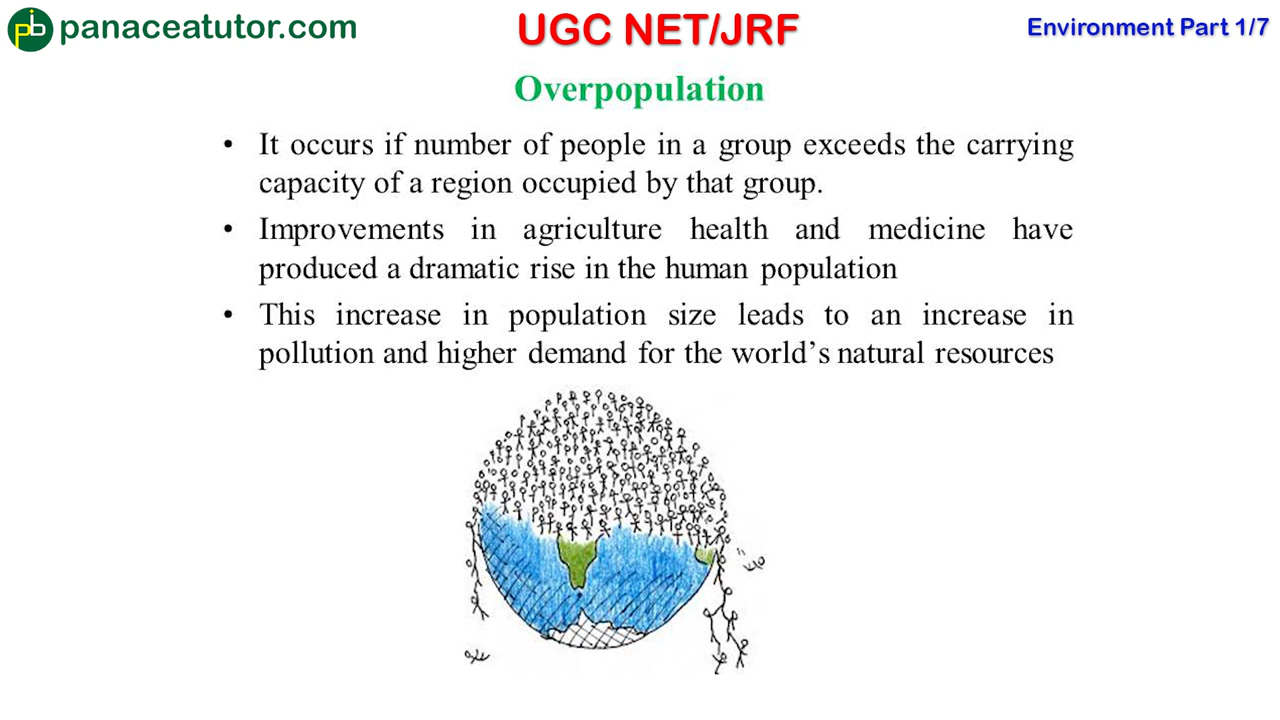 pib panaceatutor.com
UGC NET/JRF
Environment Part 1/7
Overpopulation
• It occurs if number of people in a group exceeds the carrying
capacity of a region occupied by that group.
• Improvements in agriculture health and medicine have
produced a dramatic rise in the human population
• This increase in population size leads to an increase in
pollution and higher demand for the world’s natural resources